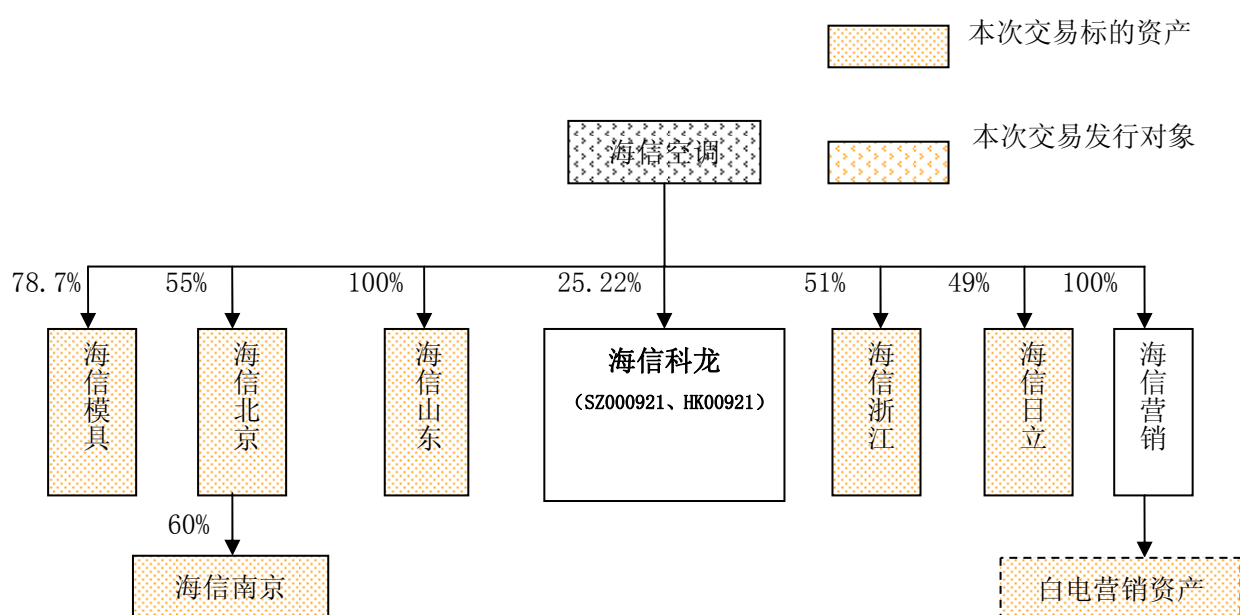 本次交易标的资产
海信空调
本次交易发行对象
78.7%
55%
100%
25.22%
51%
49%
100%
海信模具
海信北京
海信山东
海信科龙
（SZ000921、HK00921）
海信浙江
海信日立
海信营销
60%
海信南京
白电营销资产